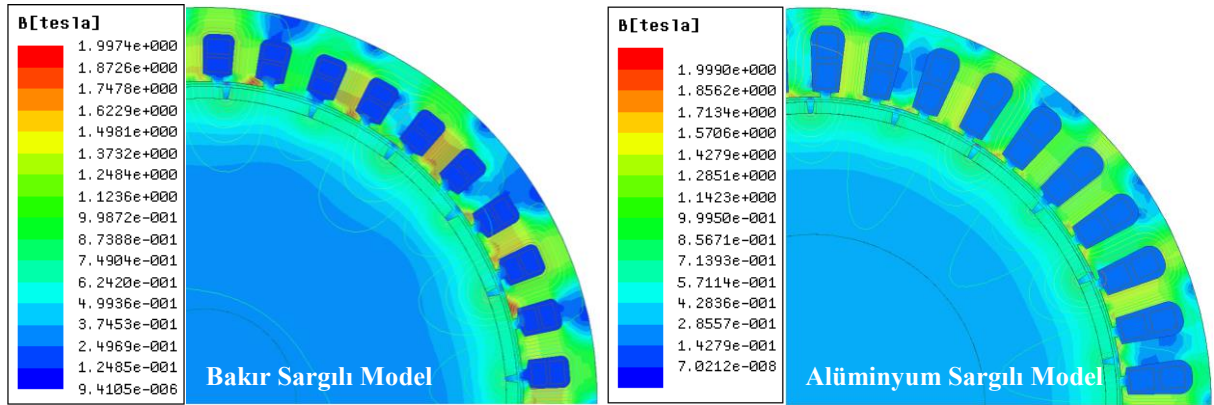 B[tesla]
1.9974e+000
1.8726e+000
1.7478e+000
1.6229e+000
1.4981e+000
1.3732e+000
1.2484e+000
1.1236e+000
9.9872e-001
8.7388e-001
7.4904e-001
6.2420e-001
4.9936e-001
3.7453e-001
2.4969e-001
1.2485e-001
9.4105e-006
Bakır Sargılı Model
B[tesla]
1.9990e+000
1.8562e+000
1.7134e+000
1.5706e+000
1.4279e+000
1.2851e+000
1.1423e+000
9.9950e-001
8.5671e-001
7.1393e-001
5.7114e-001
4.2836e-001
2.8557e-001
1.4279e-001
7.0212e-008
Alüminyum Sargılı Model